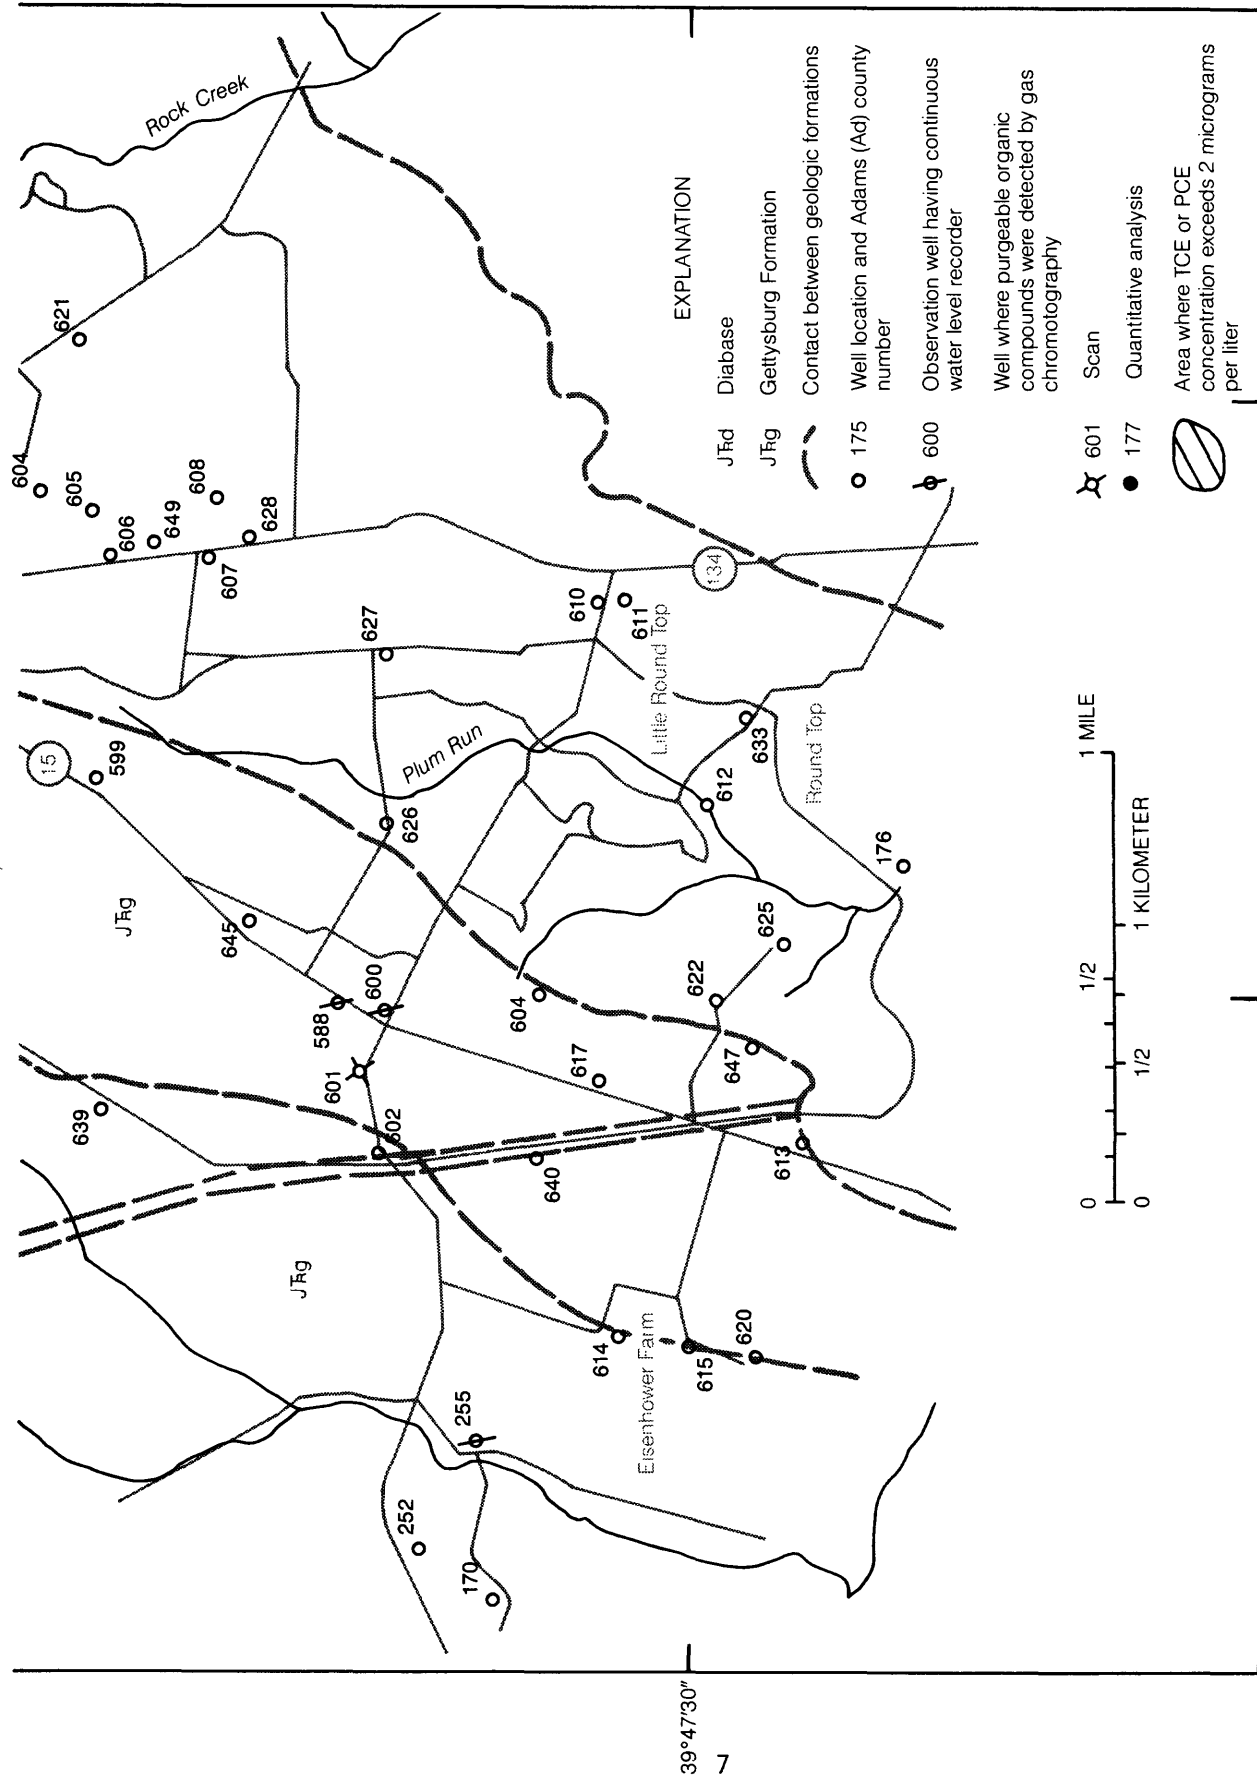 Rock Creek
621
604
605
606
649
608
607
628
627
610
611
Little Round Top
134
15
599
Plum Run
626
612
633
Round Top
176
JTRg
645
600
588
601
602
604
617
622
625
647
639
640
613
JTRg
614
615
620
Eisenhower Farm
255
252
170
EXPLANATION
JTRd Diabase
JTRg Gettysburg Formation
Contact between geologic formations
175 Well location and Adams (Ad) county
number
600 Observation well having continuous
water level recorder
Well where purgeable organic
compounds were detected by gas
chromotography
601 Scan
177 Quantitative analysis
Area where TCE or PCE
concentration exceeds 2 micrograms
per liter
0 1/2 1 MILE
0 1/2 1 KILOMETER
39°47'30"
7